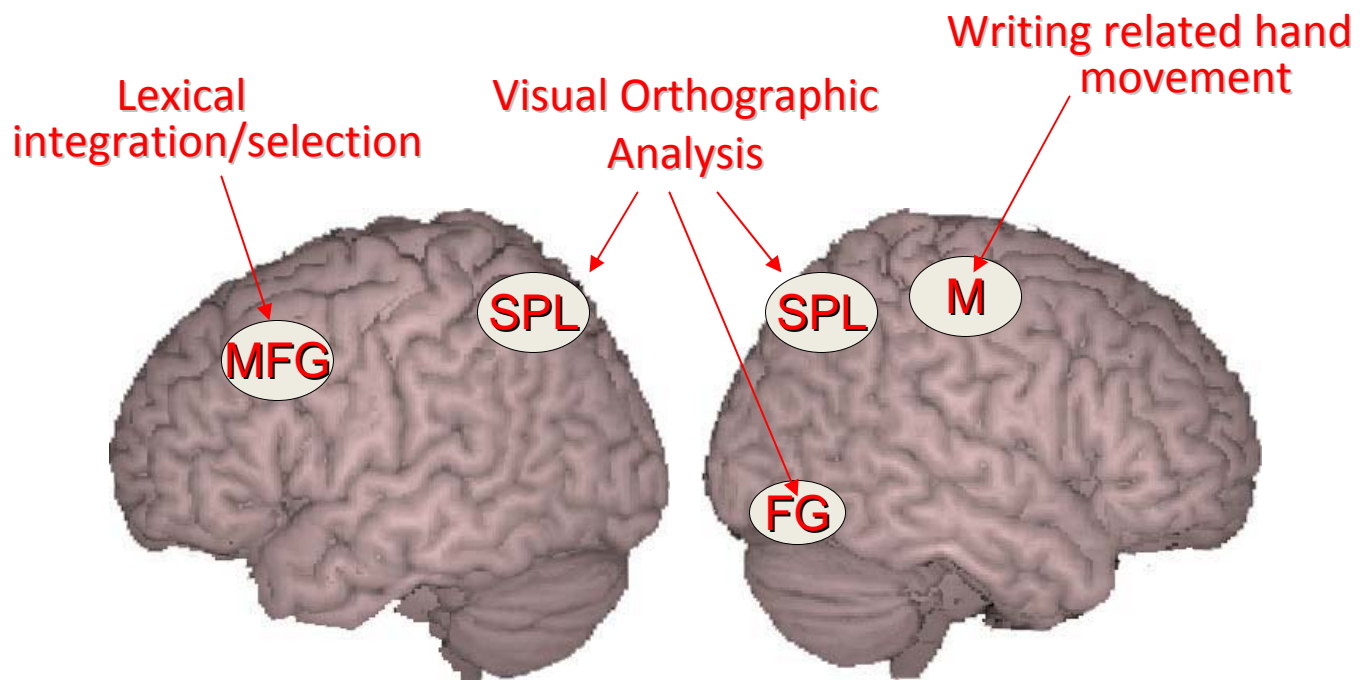 Writing related hand
movement
Lexical
integration/selection
Visual Orthographic
Analysis
SPL
SPL
M
MFG
FG